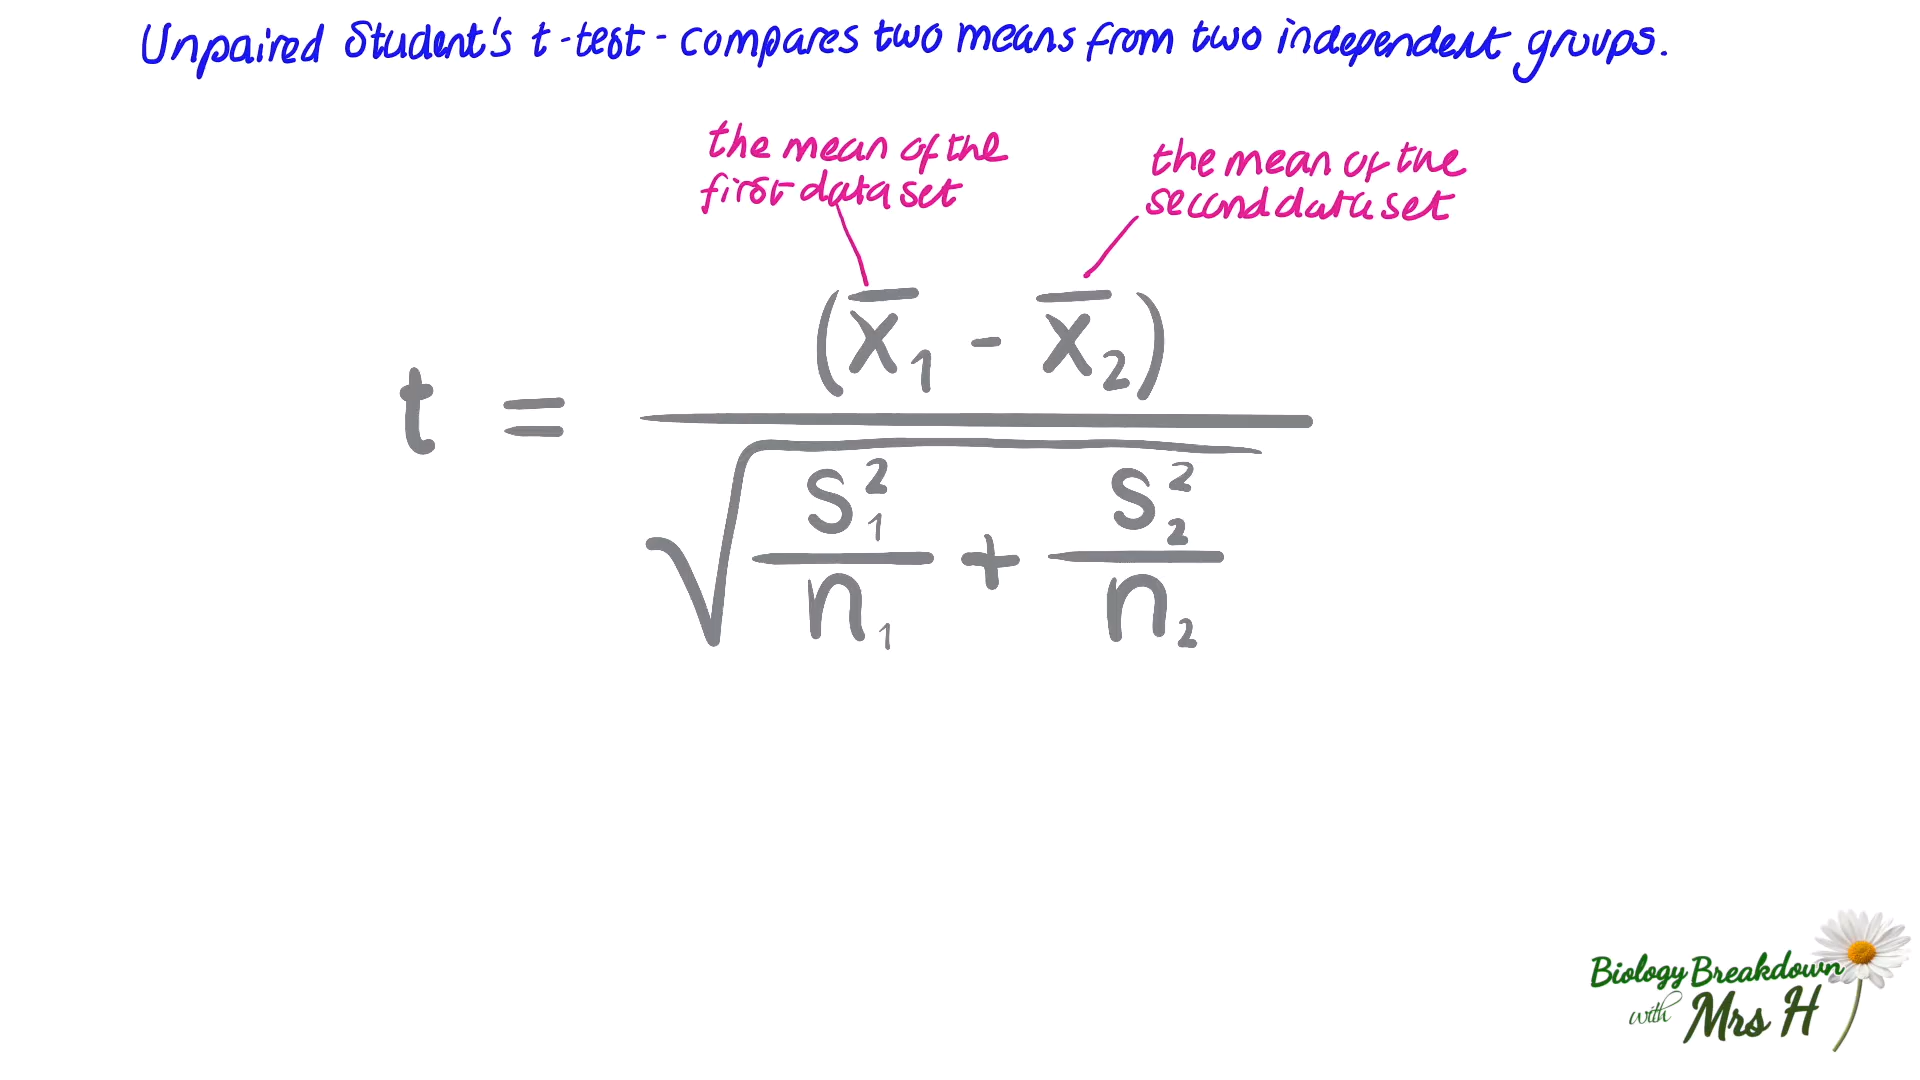 Unpaired Student's t-test - compares two means from two independent groups.
the mean of the
first data set
the mean of the
second data set
t = (x̄₁ - x̄₂)
√ s₁² / n₁ + s₂² / n₂
Biology Breakdown
with Mrs H